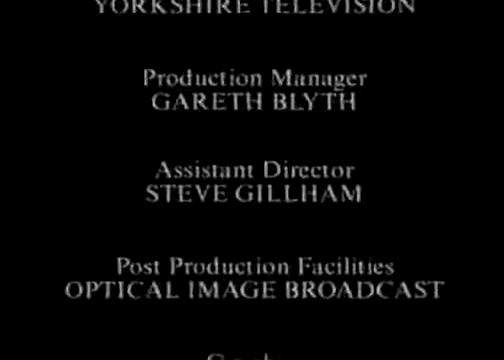 YORKSHIRE TELEVISION
Production Manager
GARETH BLYTH
Assistant Director
STEVE GILLHAM
Post Production Facilities
OPTICAL IMAGE BROADCAST